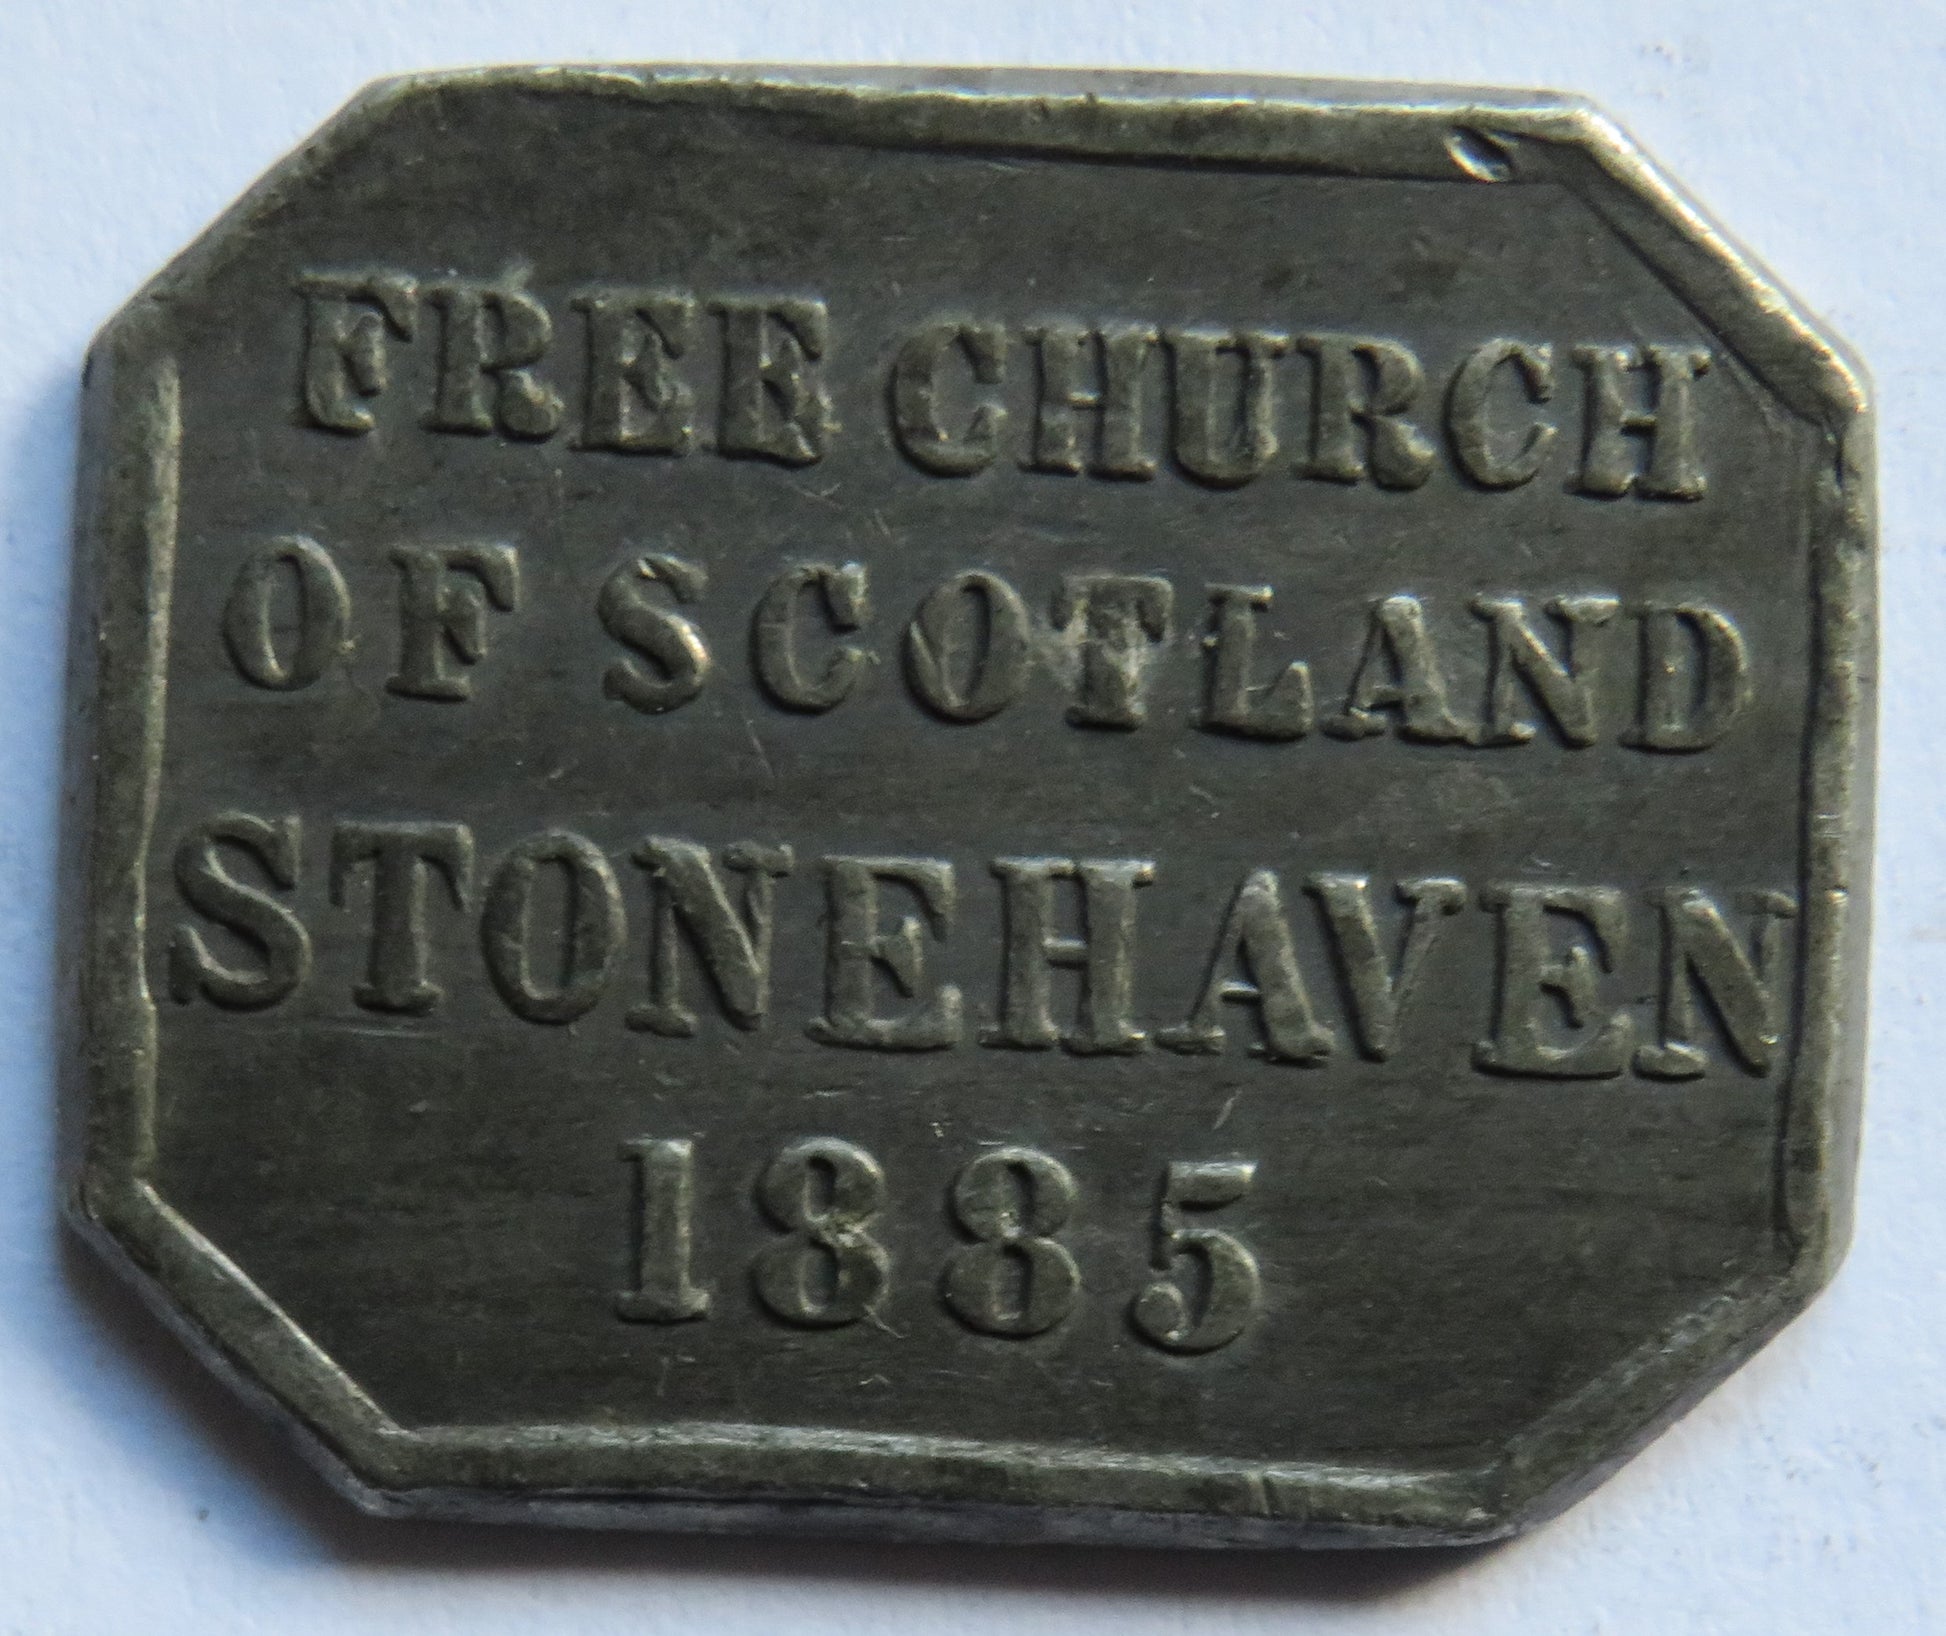 FREE CHURCH
OF SCOTLAND
STONEHAVEN
1885